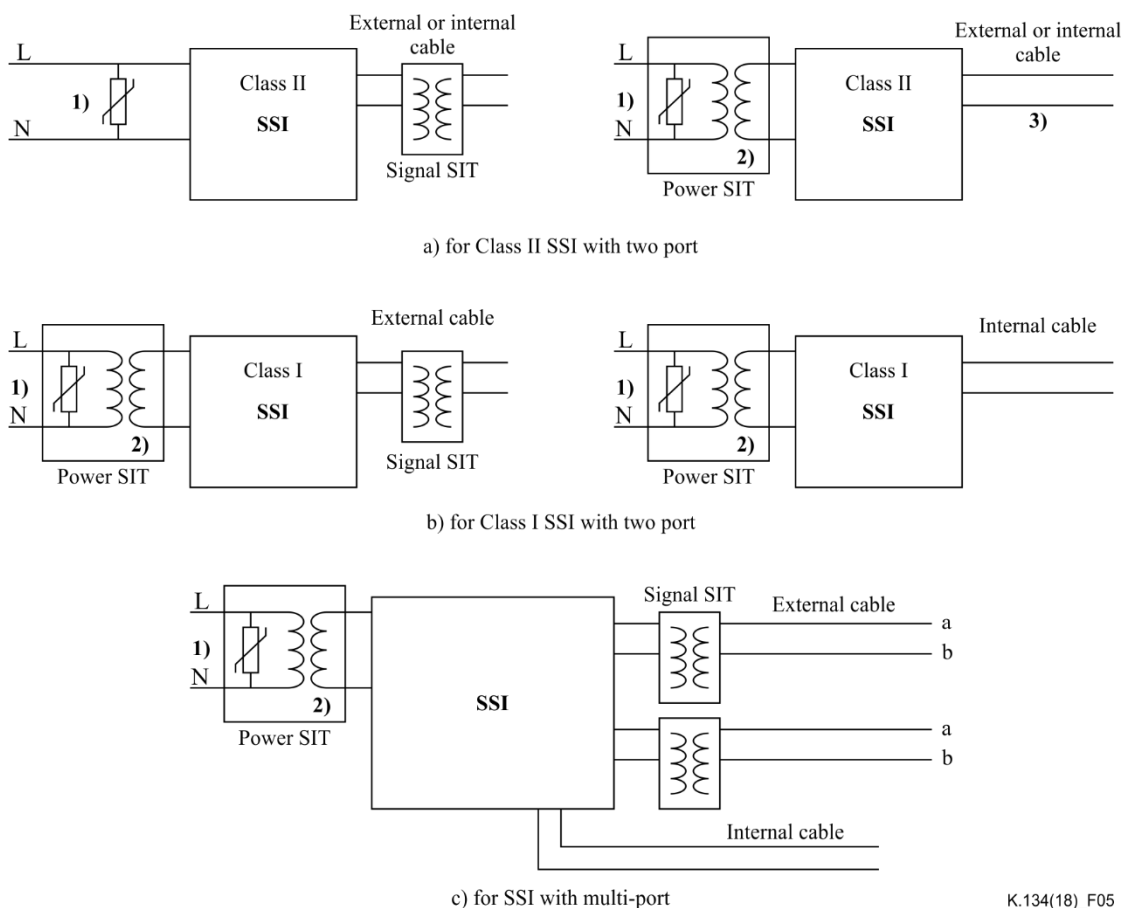 External or internal
cable
L
1)
N
Class II
SSI
Signal SIT
External or internal
cable
L
1)
N
2)
Power SIT
Class II
SSI
3)
a) for Class II SSI with two port
L
1)
N
2)
Power SIT
Class I
SSI
External cable
Signal SIT
L
1)
N
2)
Power SIT
Class I
SSI
Internal cable
b) for Class I SSI with two port
L
1)
N
2)
Power SIT
SSI
Signal SIT
External cable
a
b
a
b
Internal cable
c) for SSI with multi-port
K.134(18)_F05